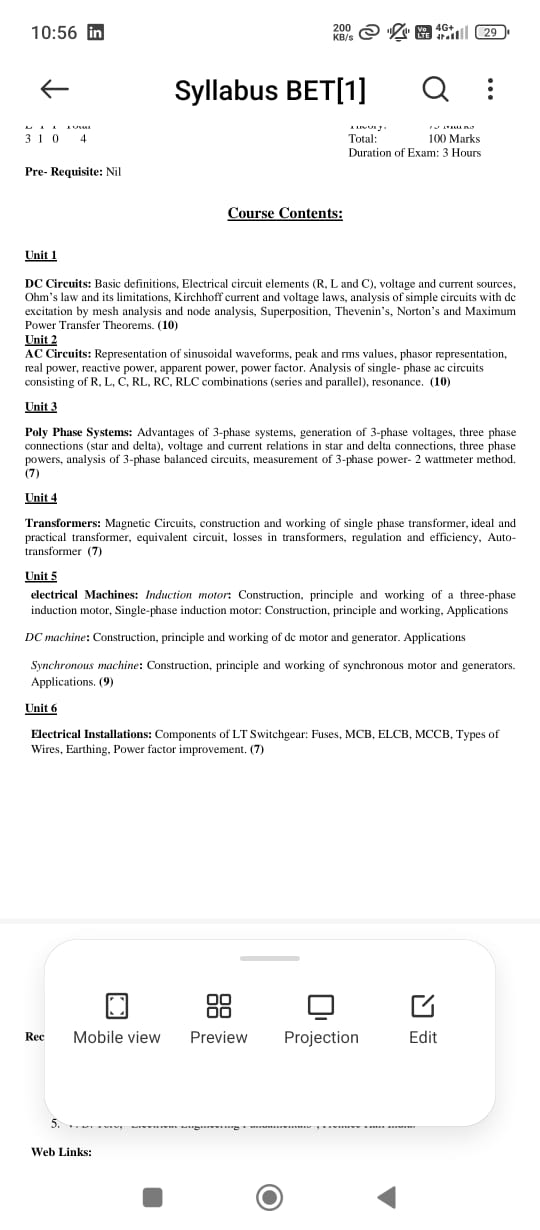 10:56 in 200 KB/s Vo LTE 4G+ 29
Syllabus BET[1]
Total
3 1 0 4
Total: 100 Marks
Duration of Exam: 3 Hours
Pre- Requisite: Nil
Course Contents:
Unit 1
DC Circuits: Basic definitions, Electrical circuit elements (R, L and C), voltage and current sources,
Ohm's law and its limitations, Kirchhoff current and voltage laws, analysis of simple circuits with dc
excitation by mesh analysis and node analysis, Superposition, Thevenin's, Norton's and Maximum
Power Transfer Theorems. (10)
Unit 2
AC Circuits: Representation of sinusoidal waveforms, peak and rms values, phasor representation,
real power, reactive power, apparent power, power factor. Analysis of single- phase ac circuits
consisting of R, L, C, RL, RC, RLC combinations (series and parallel), resonance. (10)
Unit 3
Poly Phase Systems: Advantages of 3-phase systems, generation of 3-phase voltages, three phase
connections (star and delta), voltage and current relations in star and delta connections, three phase
powers, analysis of 3-phase balanced circuits, measurement of 3-phase power- 2 wattmeter method.
(7)
Unit 4
Transformers: Magnetic Circuits, construction and working of single phase transformer, ideal and
practical transformer, equivalent circuit, losses in transformers, regulation and efficiency, Auto-
transformer (7)
Unit 5
electrical Machines: Induction motor: Construction, principle and working of a three-phase
induction motor, Single-phase induction motor: Construction, principle and working, Applications
DC machine: Construction, principle and working of dc motor and generator. Applications
Synchronous machine: Construction, principle and working of synchronous motor and generators.
Applications. (9)
Unit 6
Electrical Installations: Components of LT Switchgear: Fuses, MCB, ELCB, MCCB, Types of
Wires, Earthing, Power factor improvement. (7)
Rec
Mobile view Preview Projection Edit
5.
Web Links: